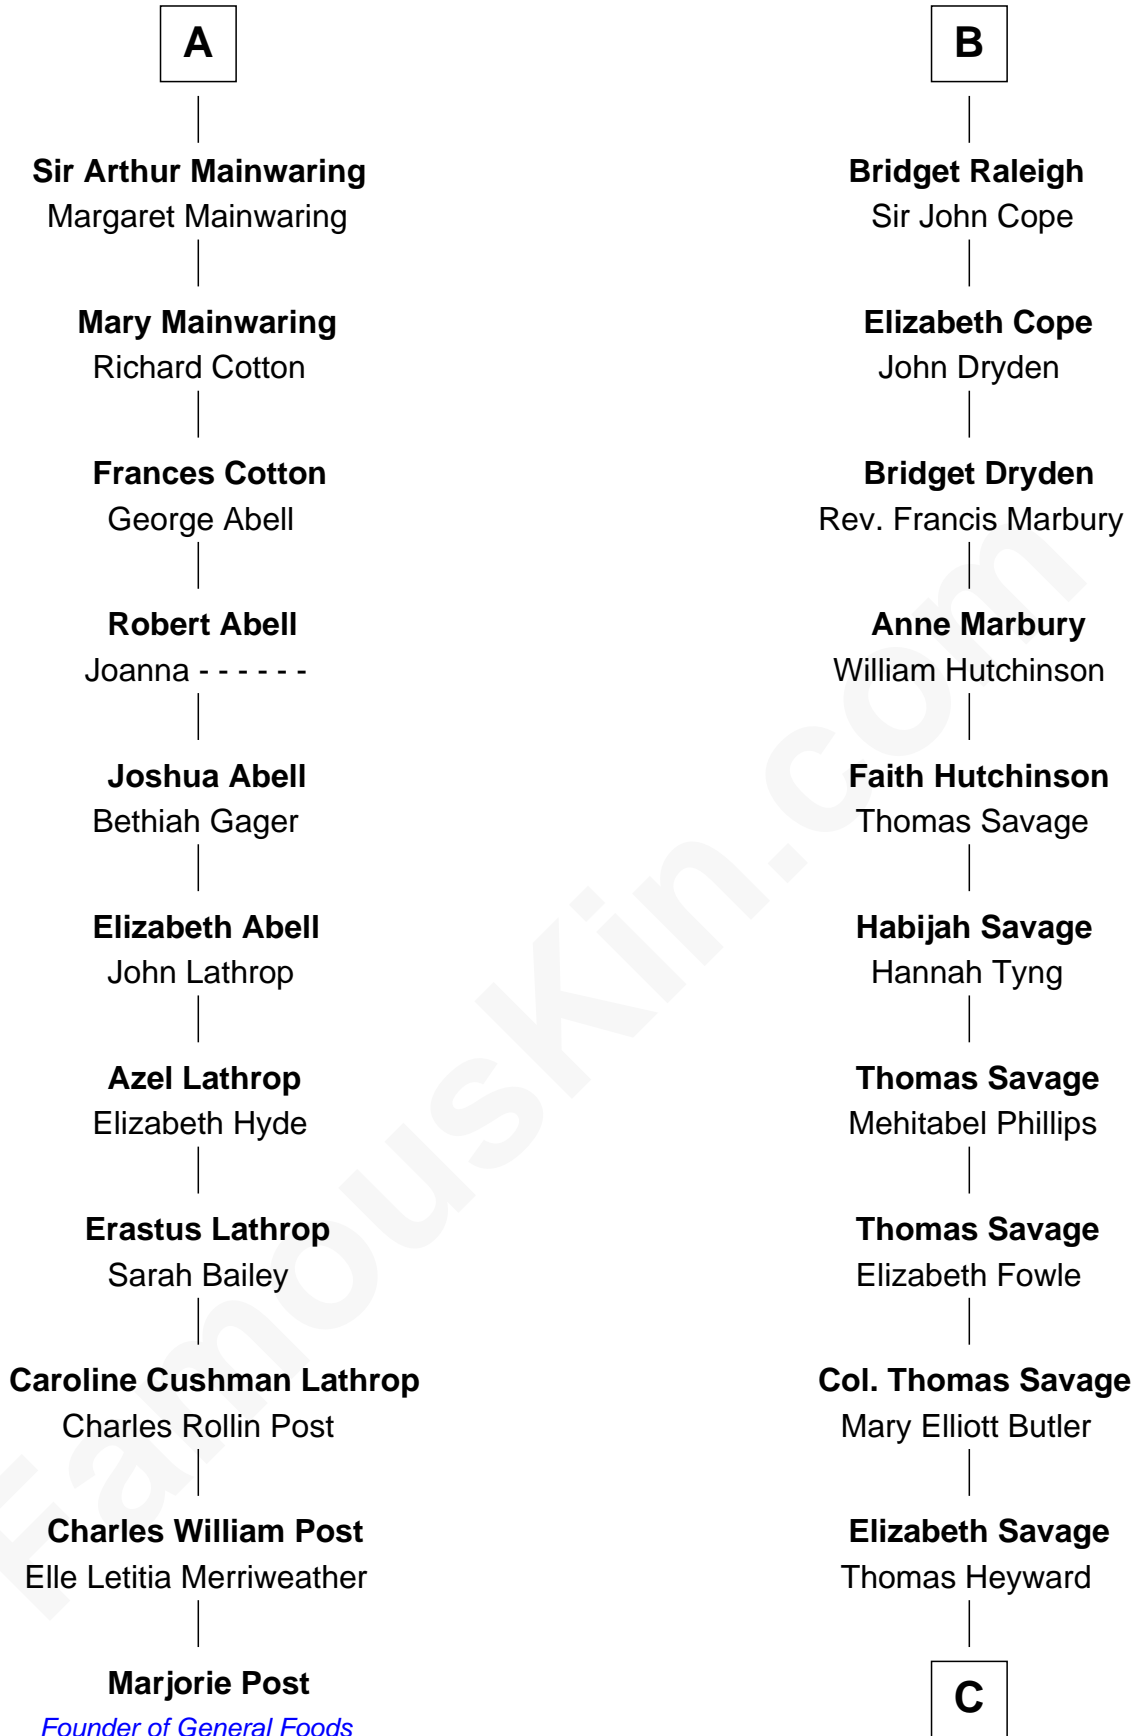 A
Sir Arthur Mainwaring
Margaret Mainwaring
Mary Mainwaring
Richard Cotton
Frances Cotton
George Abell
Robert Abell
Joanna - - - - - -
Joshua Abell
Bethiah Gager
Elizabeth Abell
John Lathrop
Azel Lathrop
Elizabeth Hyde
Erastus Lathrop
Sarah Bailey
Caroline Cushman Lathrop
Charles Rollin Post
Charles William Post
Elle Letitia Merriweather
Marjorie Post
Founder of General Foods
B
Bridget Raleigh
Sir John Cope
Elizabeth Cope
John Dryden
Bridget Dryden
Rev. Francis Marbury
Anne Marbury
William Hutchinson
Faith Hutchinson
Thomas Savage
Habijah Savage
Hannah Tyng
Thomas Savage
Mehitabel Phillips
Thomas Savage
Elizabeth Fowle
Col. Thomas Savage
Mary Elliott Butler
Elizabeth Savage
Thomas Heyward
C
FamousKin.com